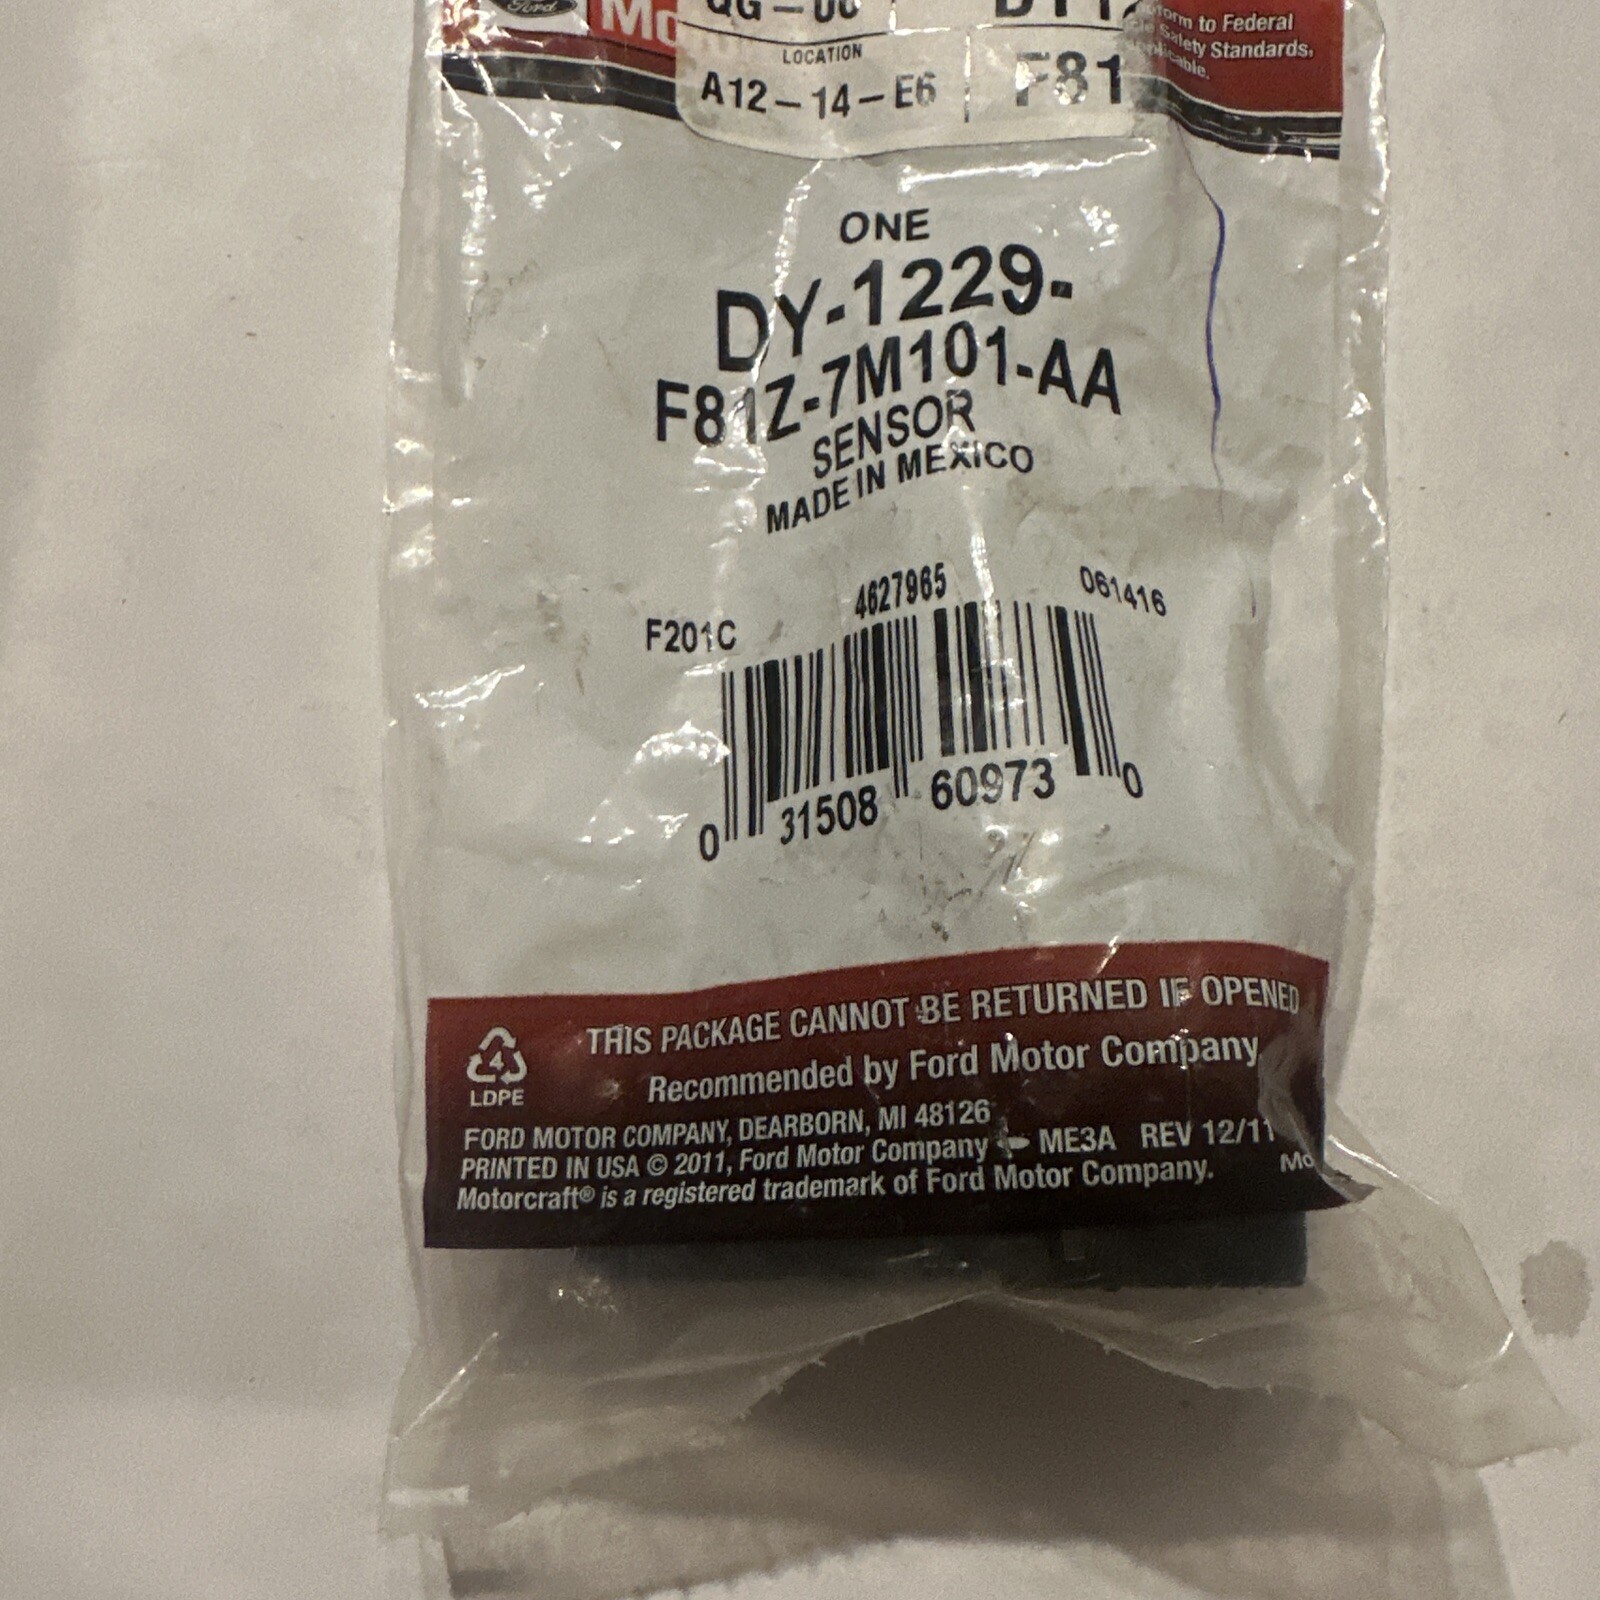 Ford
LOCATION
A12-14-E6
F81
to Federal
Safety Standards,
ONE
DY-1229-
F81Z-7M101-AA
SENSOR
MADE IN MEXICO
F201C 4627965 061416
0 31508 60973 0
THIS PACKAGE CANNOT BE RETURNED IF OPENED
Recommended by Ford Motor Company
4
LDPE
FORD MOTOR COMPANY, DEARBORN, MI 48126
PRINTED IN USA © 2011, Ford Motor Company ME3A REV 12/11
Motorcraft® is a registered trademark of Ford Motor Company.